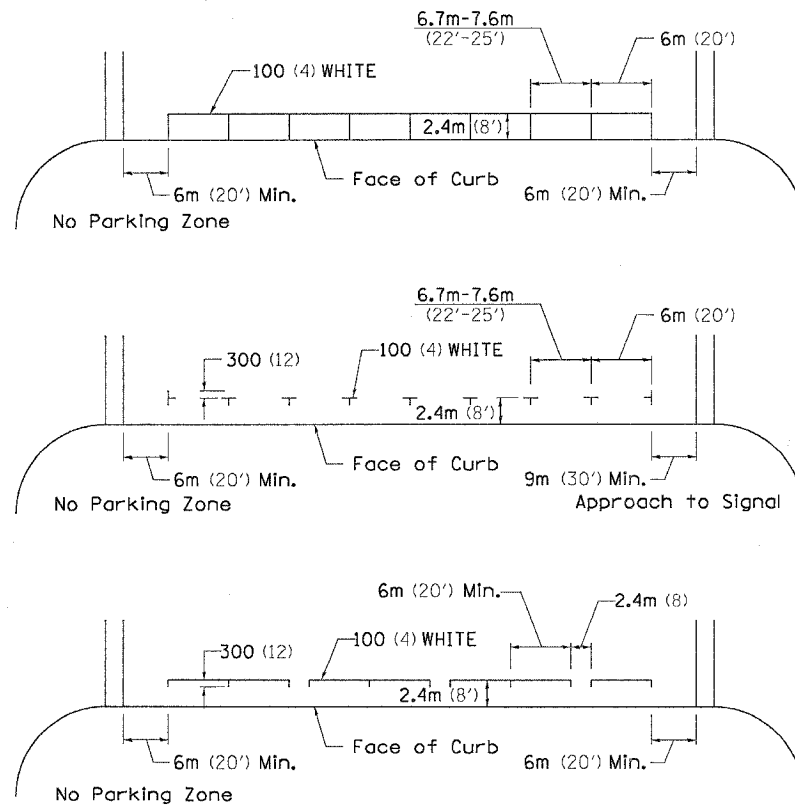 6.7m-7.6m
(22'-25')
6m (20')
100 (4) WHITE
2.4m (8')
Face of Curb
6m (20') Min.
6m (20') Min.
No Parking Zone
6.7m-7.6m
(22'-25')
6m (20')
300 (12)
100 (4) WHITE
2.4m (8')
Face of Curb
6m (20') Min.
9m (30') Min.
No Parking Zone
Approach to Signal
6m (20') Min.
2.4m (8)
100 (4) WHITE
300 (12)
2.4m (8')
Face of Curb
6m (20') Min.
6m (20') Min.
No Parking Zone